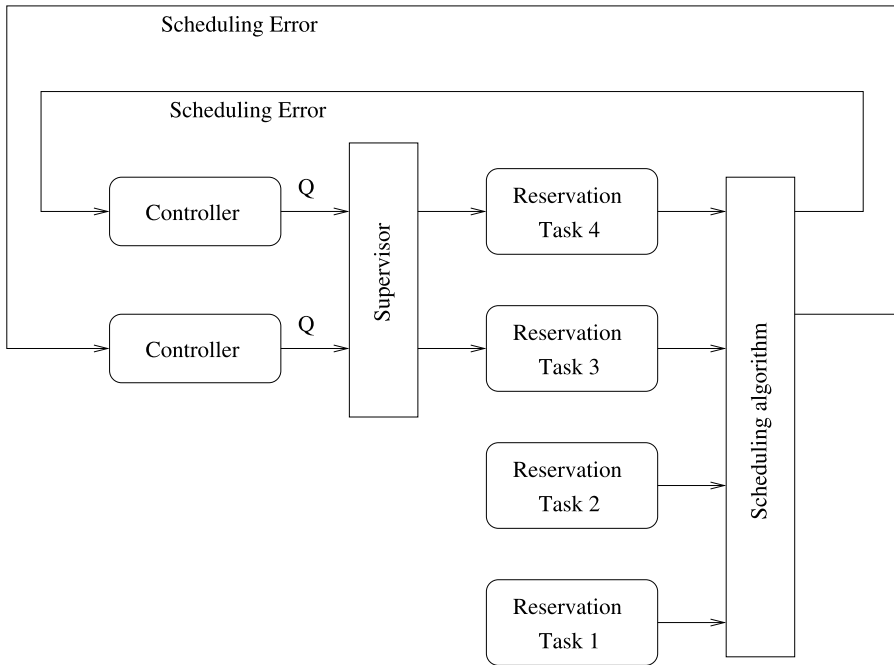 Scheduling Error
Scheduling Error
Q
Controller
Supervisor
Reservation
Task 4
Q
Controller
Reservation
Task 3
Scheduling algorithm
Reservation
Task 2
Reservation
Task 1